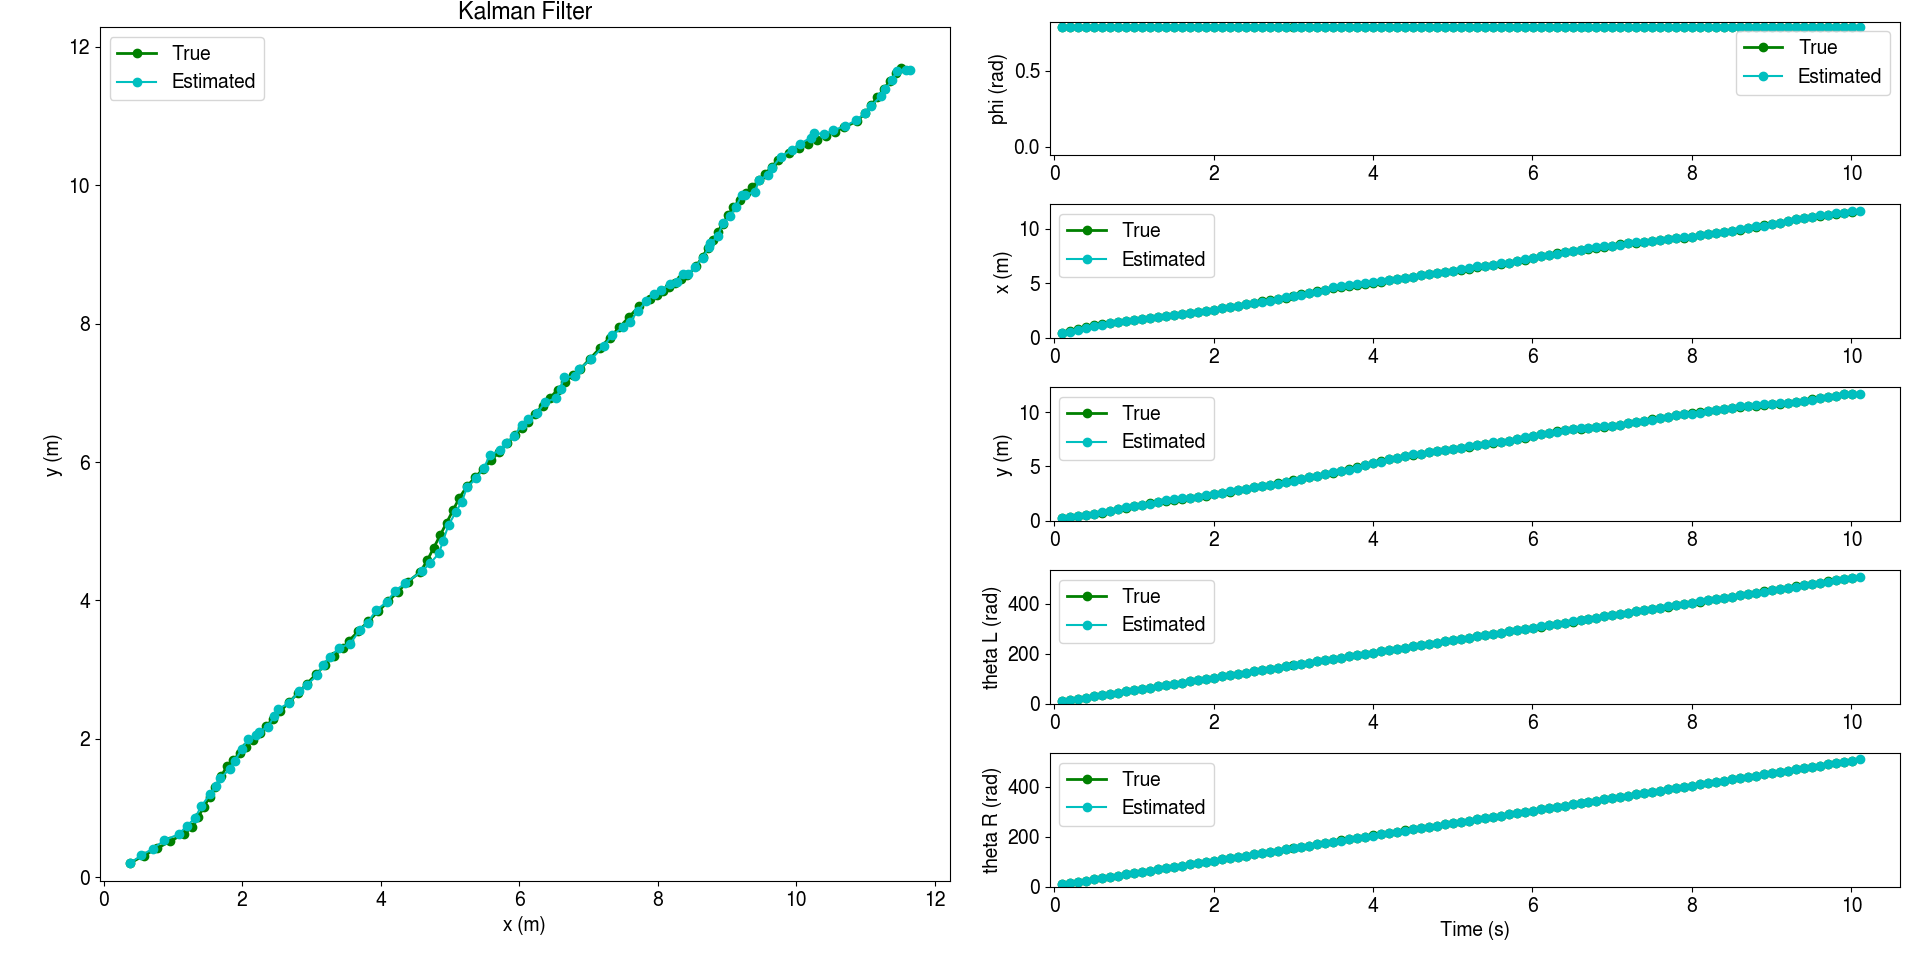 Kalman Filter
True
Estimated
12
10
8
6
4
2
0
y (m)
0 2 4 6 8 10 12
x (m)
True
Estimated
0.5
0.0
phi (rad)
0 2 4 6 8 10
True
Estimated
10
5
0
x (m)
0 2 4 6 8 10
True
Estimated
10
5
0
y (m)
0 2 4 6 8 10
True
Estimated
400
200
0
theta L (rad)
0 2 4 6 8 10
True
Estimated
400
200
0
theta R (rad)
0 2 4 6 8 10
Time (s)